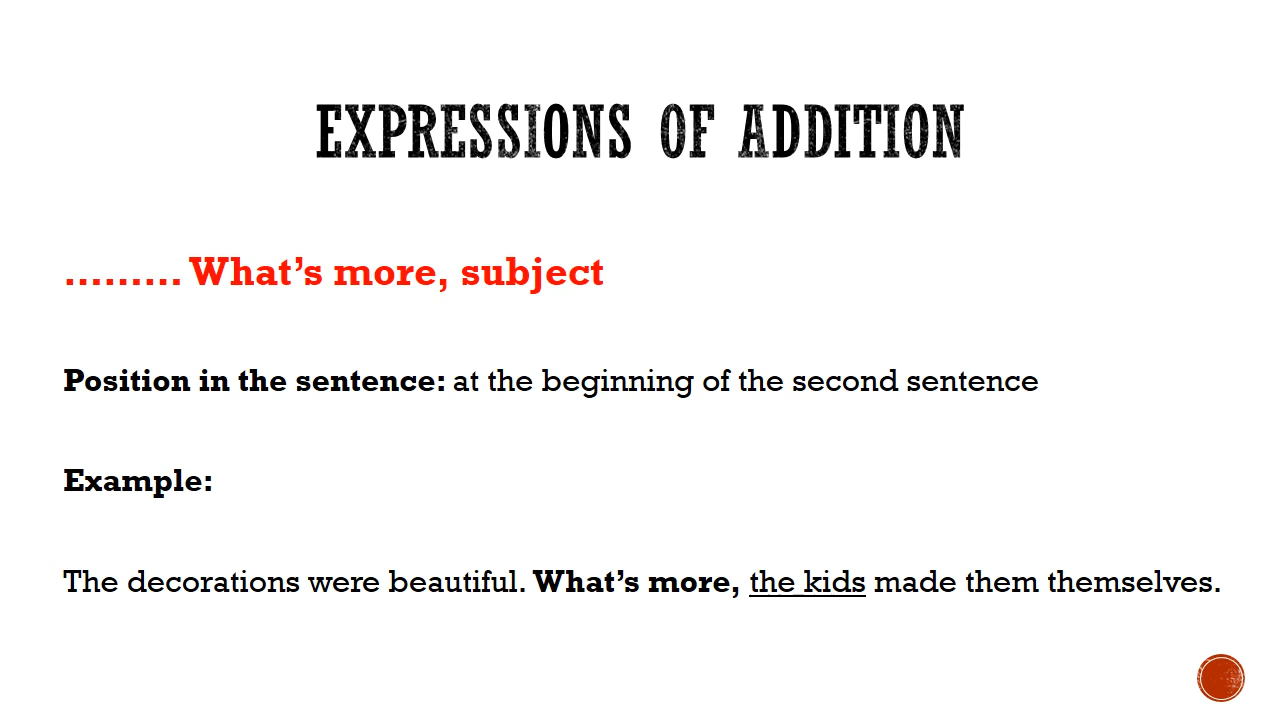 EXPRESSIONS OF ADDITION
......... What’s more, subject
Position in the sentence: at the beginning of the second sentence
Example:
The decorations were beautiful. What’s more, the kids made them themselves.